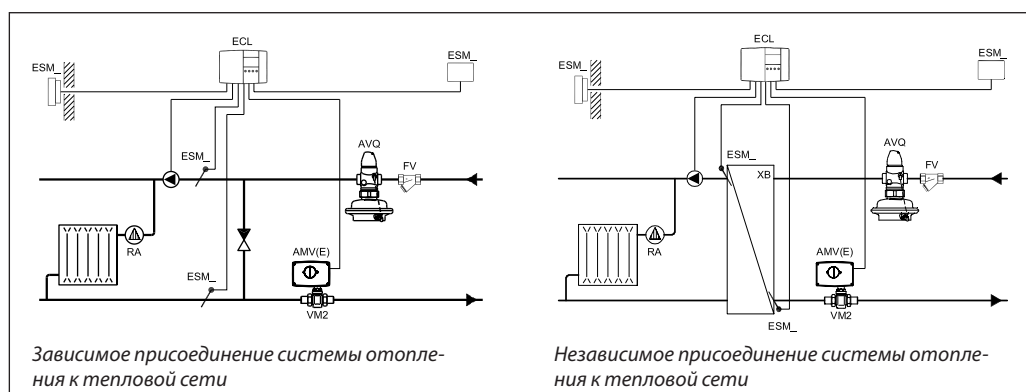 ECL
ESM_
ESM_
ESM_
AVQ
FV
RA
AMV(E)
ESM_
VM2
Зависимое присоединение системы отопле-
ния к тепловой сети
ECL
ESM_
ESM_
ESM_
XB
AVQ
FV
RA
AMV(E)
VM2
ESM_
Независимое присоединение системы отопле-
ния к тепловой сети